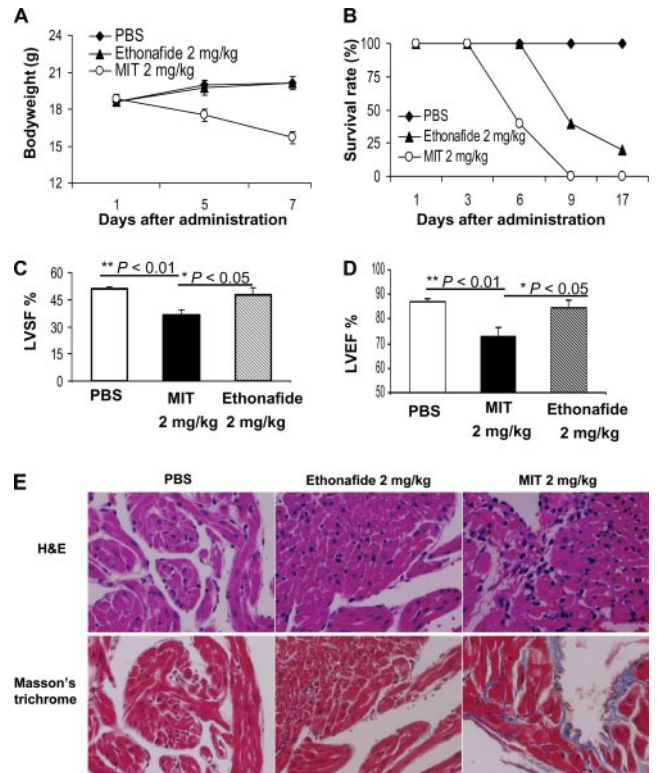 A
PBS
Ethonafide 2 mg/kg
MIT 2 mg/kg
Bodyweight (g)
24
21
18
15
12
1
5
7
Days after administration
B
Survival rate (%)
100
75
50
25
0
PBS
Ethonafide 2 mg/kg
MIT 2 mg/kg
1
3
6
9
17
Days after administration
C
** P < 0.01
* P < 0.05
LVSF %
60
45
30
15
0
PBS
MIT
2 mg/kg
Ethonafide
2 mg/kg
D
** P < 0.01
* P < 0.05
LVEF %
100
90
80
70
60
50
PBS
MIT
2 mg/kg
Ethonafide
2 mg/kg
E
PBS
Ethonafide 2 mg/kg
MIT 2 mg/kg
H&E
Masson's
trichrome